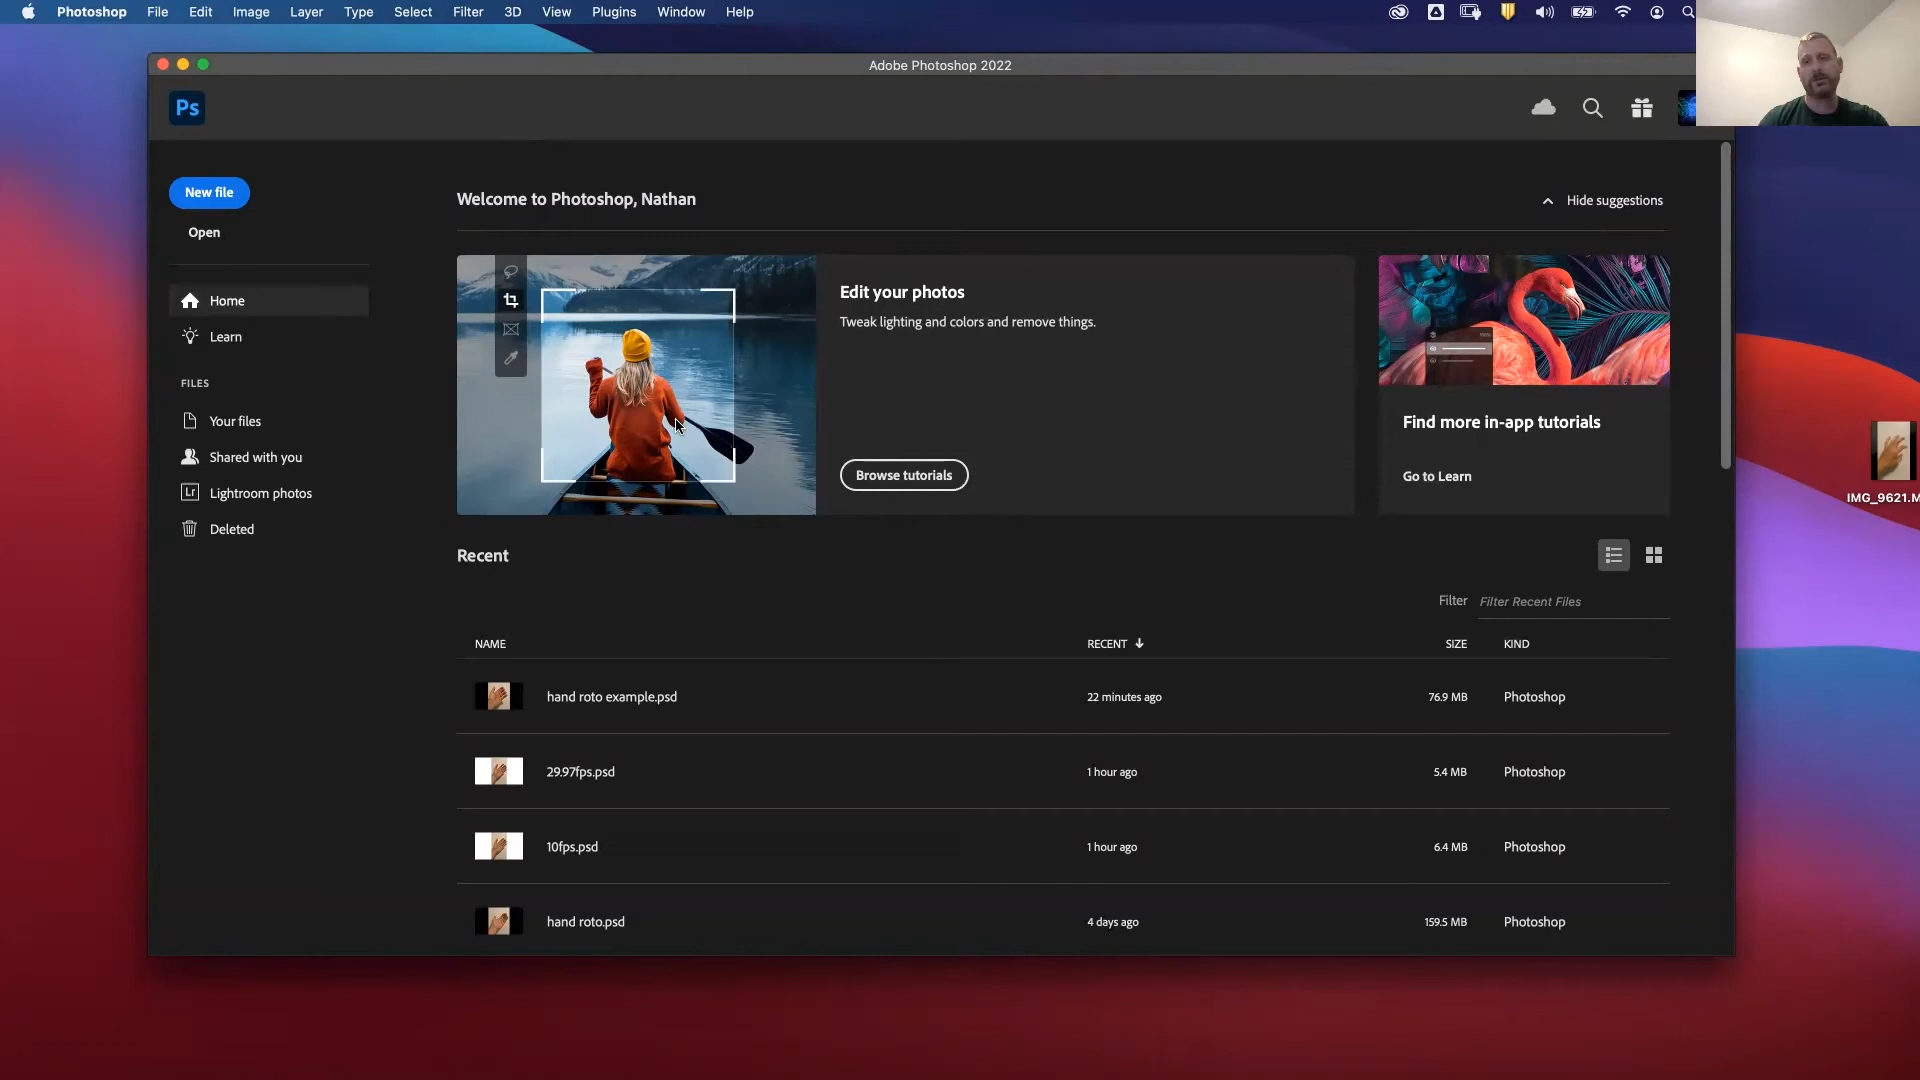 Photoshop File Edit Image Layer Type Select Filter 3D View Plugins Window Help
Adobe Photoshop 2022
Ps
New file
Open
Home
Learn
FILES
Your files
Shared with you
Lr Lightroom photos
Deleted
Welcome to Photoshop, Nathan
Hide suggestions
Edit your photos
Tweak lighting and colors and remove things.
Browse tutorials
Find more in-app tutorials
Go to Learn
IMG_9621.M
Recent
Filter Filter Recent Files
NAME RECENT SIZE KIND
hand roto example.psd 22 minutes ago 76.9 MB Photoshop
29.97fps.psd 1 hour ago 5.4 MB Photoshop
10fps.psd 1 hour ago 6.4 MB Photoshop
hand roto.psd 4 days ago 159.5 MB Photoshop